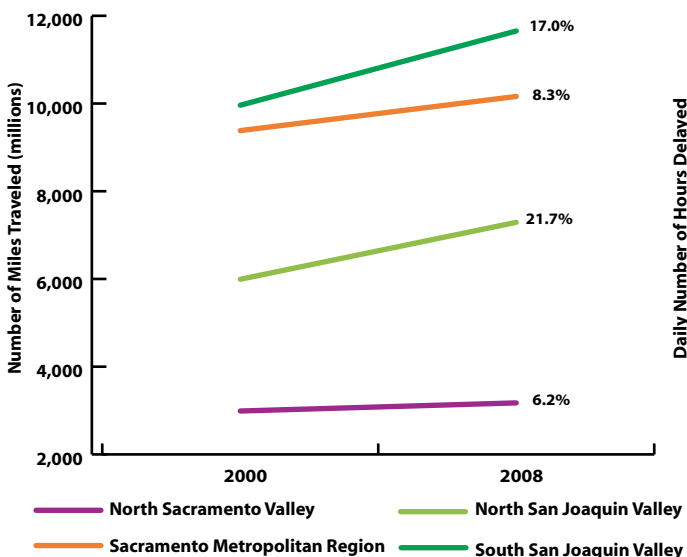 Number of Miles Traveled (millions)
12,000
10,000
8,000
6,000
4,000
2,000
17.0%
8.3%
21.7%
6.2%
2000
2008
Daily Number of Hours Delayed
North Sacramento Valley
North San Joaquin Valley
Sacramento Metropolitan Region
South San Joaquin Valley